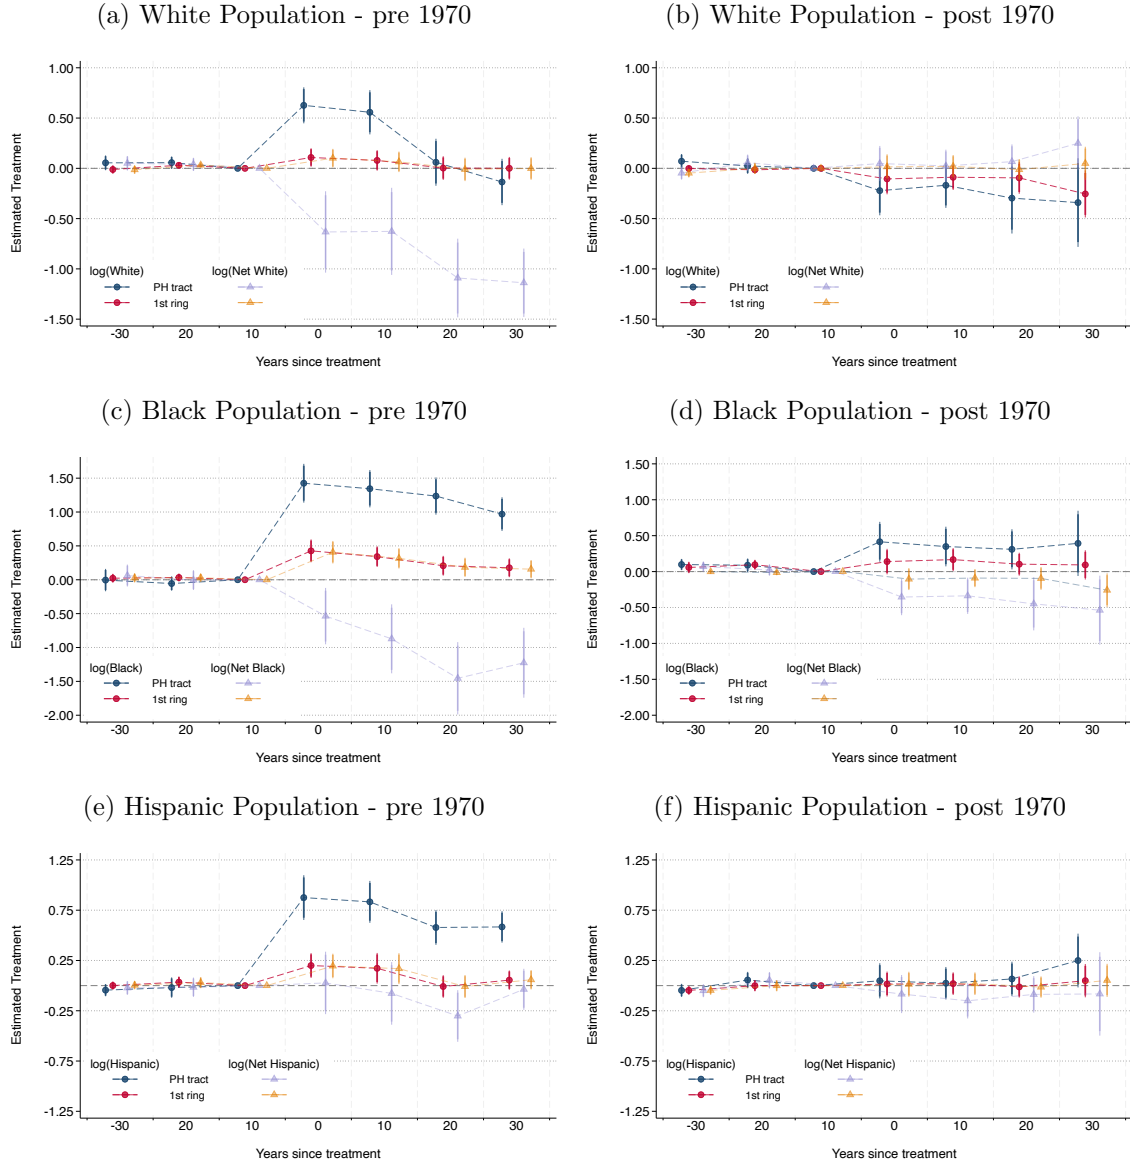 (a) White Population - pre 1970
1.00
0.50
0.00
-0.50
-1.00
-1.50
Estimated Treatment
log(White) log(Net White)
PH tract
1st ring
-30 20 10 0 10 20 30
Years since treatment
(b) White Population - post 1970
1.00
0.50
0.00
-0.50
-1.00
-1.50
Estimated Treatment
log(White) log(Net White)
PH tract
1st ring
-30 20 10 0 10 20 30
Years since treatment
(c) Black Population - pre 1970
1.50
1.00
0.50
0.00
-0.50
-1.00
-1.50
-2.00
Estimated Treatment
log(Black) log(Net Black)
PH tract
1st ring
-30 20 10 0 10 20 30
Years since treatment
(d) Black Population - post 1970
1.50
1.00
0.50
0.00
-0.50
-1.00
-1.50
-2.00
Estimated Treatment
log(Black) log(Net Black)
PH tract
1st ring
-30 20 10 0 10 20 30
Years since treatment
(e) Hispanic Population - pre 1970
1.25
0.75
0.25
-0.25
-0.75
-1.25
Estimated Treatment
log(Hispanic) log(Net Hispanic)
PH tract
1st ring
-30 20 10 0 10 20 30
Years since treatment
(f) Hispanic Population - post 1970
1.25
0.75
0.25
-0.25
-0.75
-1.25
Estimated Treatment
log(Hispanic) log(Net Hispanic)
PH tract
1st ring
-30 20 10 0 10 20 30
Years since treatment